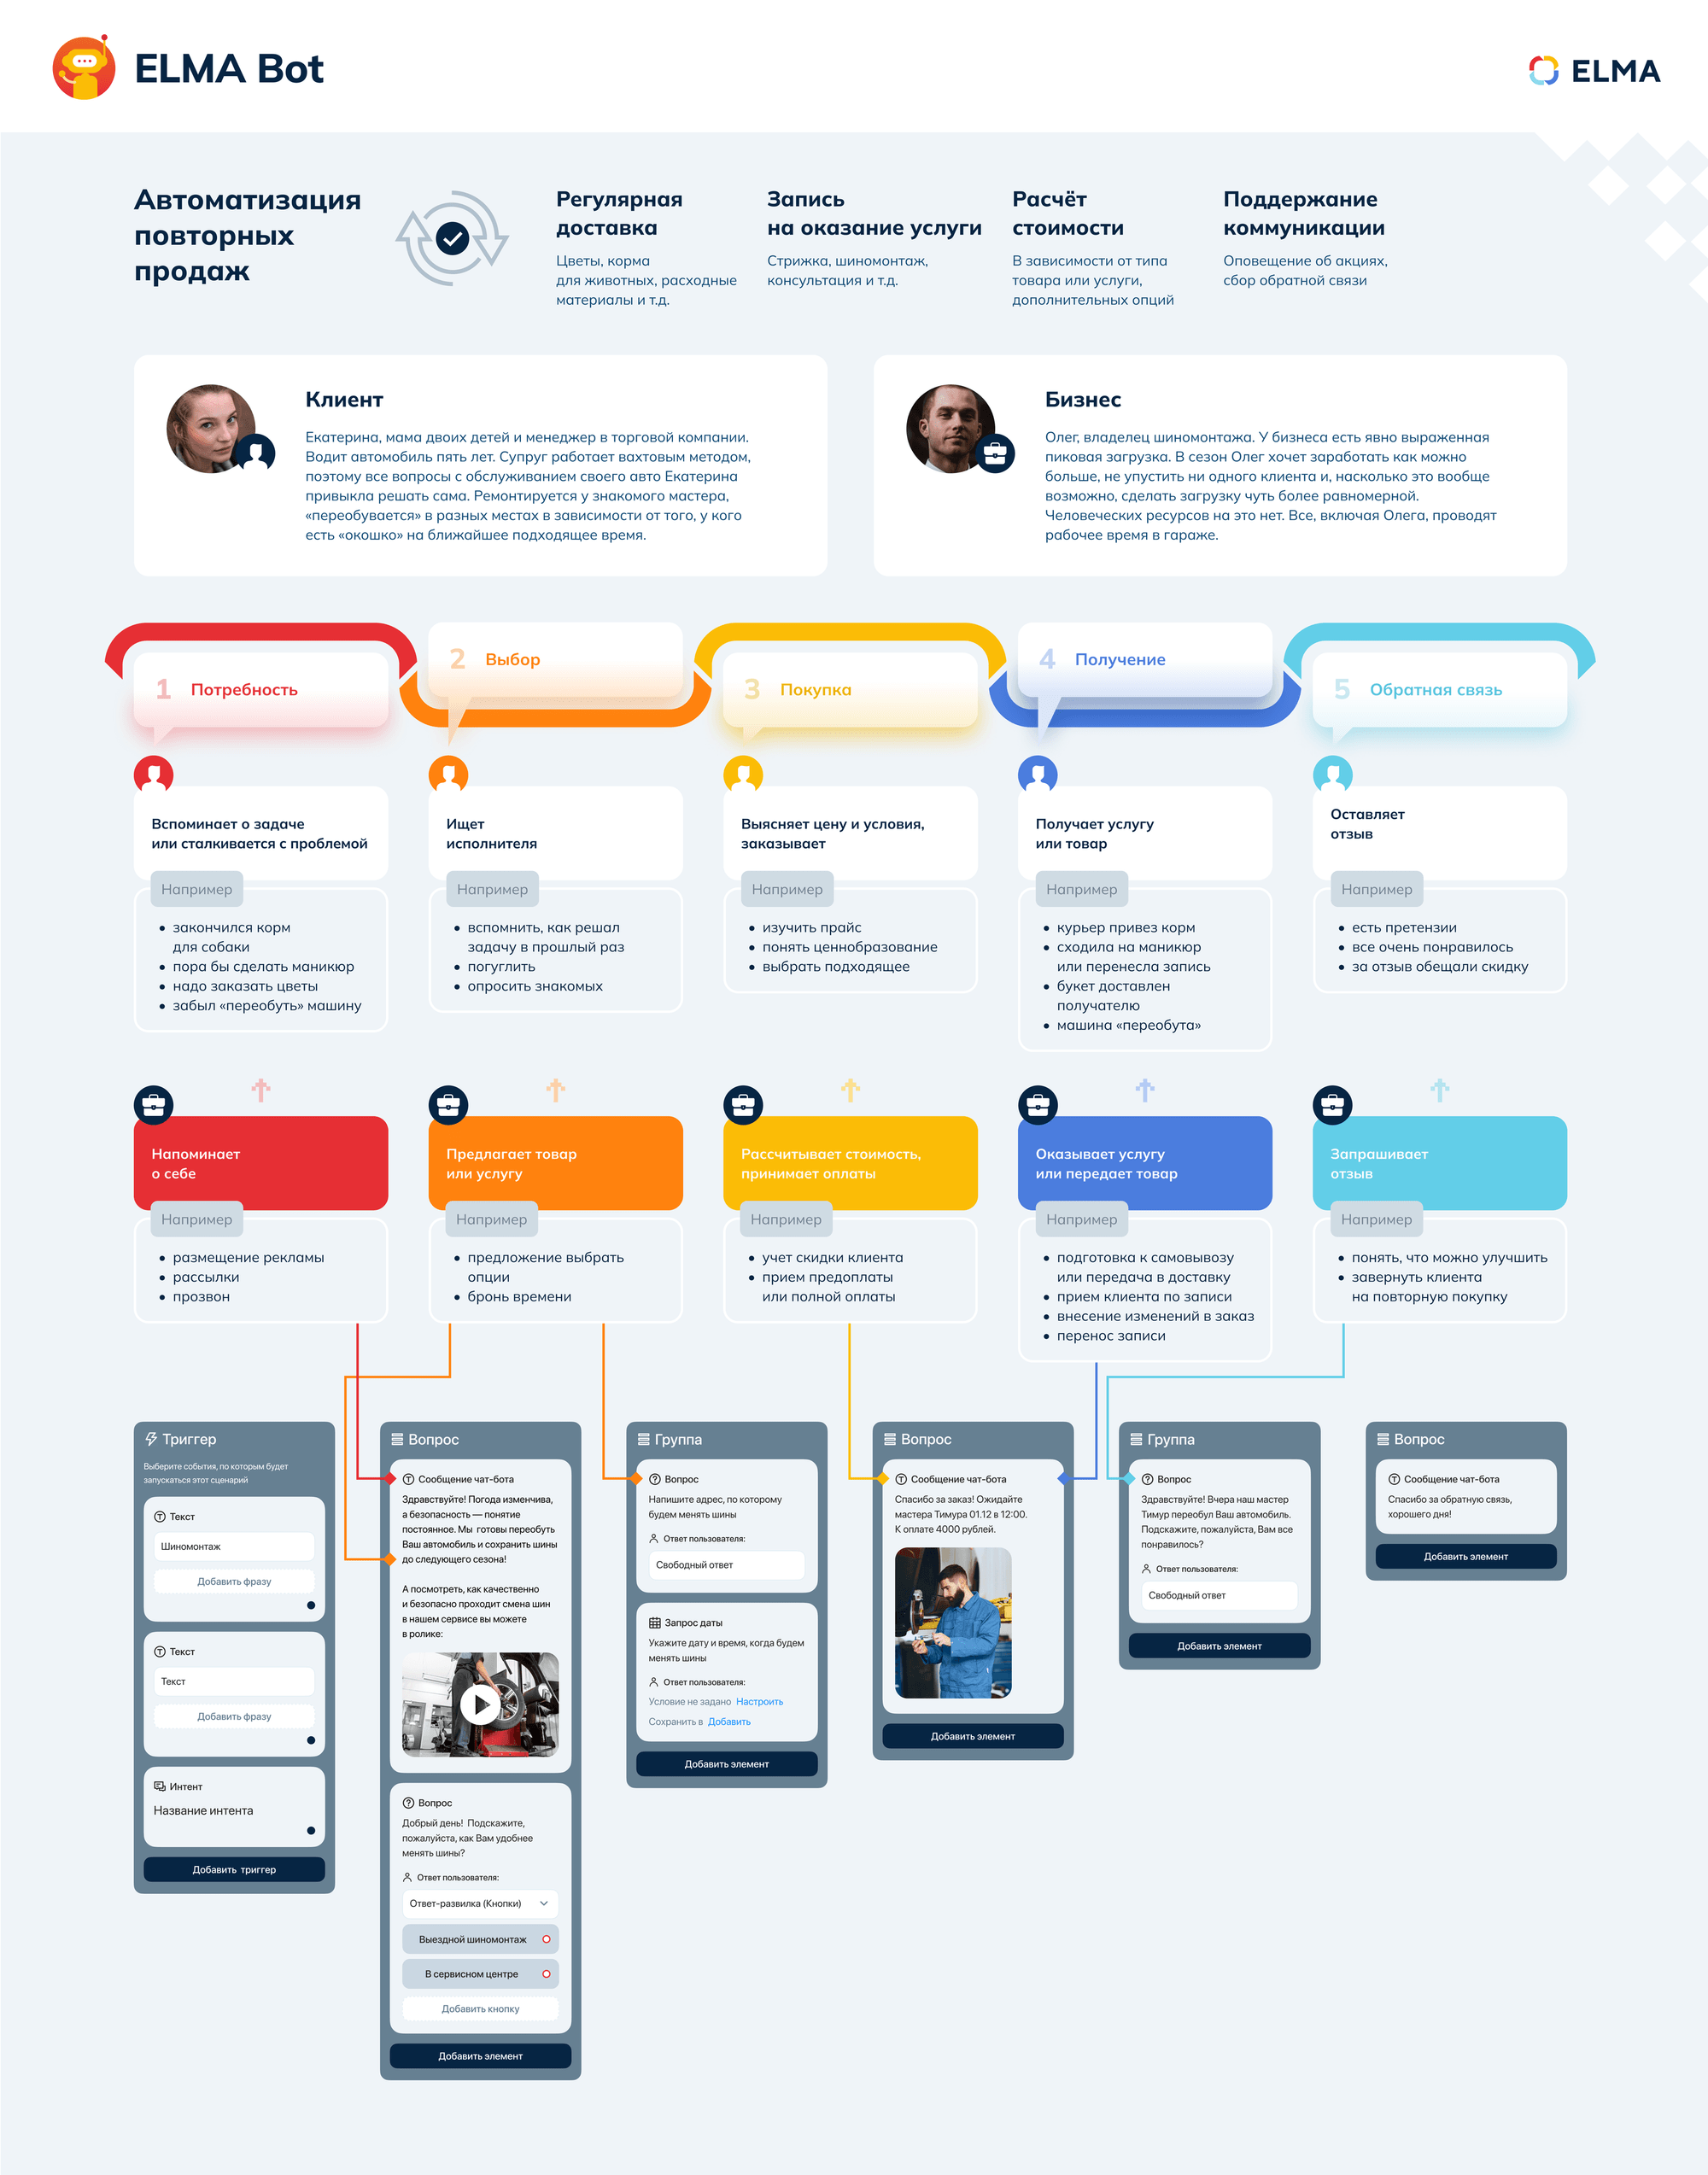 ELMA Bot
ELMA
Автоматизация
повторных
продаж
Регулярная
доставка
Цветы, корма
для животных, расходные
материалы и т.д.
Запись
на оказание услуги
Стрижка, шиномонтаж,
консультация и т.д.
Расчёт
стоимости
В зависимости от типа
товара или услуги,
дополнительных опций
Поддержание
коммуникации
Оповещение об акциях,
сбор обратной связи
Клиент
Екатерина, мама двоих детей и менеджер в торговой компании.
Водит автомобиль пять лет. Супруг работает вахтовым методом,
поэтому все вопросы с обслуживанием своего авто Екатерина
привыкла решать сама. Ремонтируется у знакомого мастера,
«переобувается» в разных местах в зависимости от того, у кого
есть «окошко» на ближайшее подходящее время.
Бизнес
Олег, владелец шиномонтажа. У бизнеса есть явно выраженная
пиковая загрузка. В сезон Олег хочет заработать как можно
больше, не упустить ни одного клиента и, насколько это вообще
возможно, сделать загрузку чуть более равномерной.
Человеческих ресурсов на это нет. Все, включая Олега, проводят
рабочее время в гараже.
1 Потребность
2 Выбор
3 Покупка
4 Получение
5 Обратная связь
Вспоминает о задаче
или сталкивается с проблемой
Например
• закончился корм
для собаки
• пора бы сделать маникюр
• надо заказать цветы
• забыл «переобуть» машину
Ищет
исполнителя
Например
• вспомнить, как решал
задачу в прошлый раз
• погуглить
• опросить знакомых
Выясняет цену и условия,
заказывает
Например
• изучить прайс
• понять ценнобразование
• выбрать подходящее
Получает услугу
или товар
Например
• курьер привез корм
• сходила на маникюр
или перенесла запись
• букет доставлен
получателю
• машина «переобута»
Оставляет
отзыв
Например
• есть претензии
• все очень понравилось
• за отзыв обещали скидку
Напоминает
о себе
Например
• размещение рекламы
• рассылки
• прозвон
Предлагает товар
или услугу
Например
• предложение выбрать
опции
• бронь времени
Рассчитывает стоимость,
принимает оплаты
Например
• учет скидки клиента
• прием предоплаты
или полной оплаты
Оказывает услугу
или передает товар
Например
• подготовка к самовывозу
или передача в доставку
• прием клиента по записи
• внесение изменений в заказ
• перенос записи
Запрашивает
отзыв
Например
• понять, что можно улучшить
• завернуть клиента
на повторную покупку
Триггер
Выберите события, по которым будет
запускаться этот сценарий
Текст
Шиномонтаж
Добавить фразу
Текст
Текст
Добавить фразу
Интент
Название интента
Добавить триггер
Вопрос
Сообщение чат-бота
Здравствуйте! Погода изменчива,
а безопасность — понятие
постоянное. Мы готовы переобуть
Ваш автомобиль и сохранить шины
до следующего сезона!
А посмотреть, как качественно
и безопасно проходит смена шин
в нашем сервисе вы можете
в ролике:
Вопрос
Добрый день! Подскажите,
пожалуйста, как Вам удобнее
менять шины?
Ответ пользователя:
Ответ-развилка (Кнопки)
Выездной шиномонтаж
В сервисном центре
Добавить кнопку
Добавить элемент
Группа
Вопрос
Напишите адрес, по которому
будем менять шины
Ответ пользователя:
Свободный ответ
Запрос даты
Укажите дату и время, когда будем
менять шины
Ответ пользователя:
Условие не задано Настроить
Сохранить в Добавить
Добавить элемент
Вопрос
Сообщение чат-бота
Спасибо за заказ! Ожидайте
мастера Тимура 01.12 в 12:00.
К оплате 4000 рублей.
Добавить элемент
Группа
Вопрос
Здравствуйте! Вчера наш мастер
Тимур переобул Ваш автомобиль.
Подскажите, пожалуйста, Вам все
понравилось?
Ответ пользователя:
Свободный ответ
Добавить элемент
Вопрос
Сообщение чат-бота
Спасибо за обратную связь,
хорошего дня!
Добавить элемент